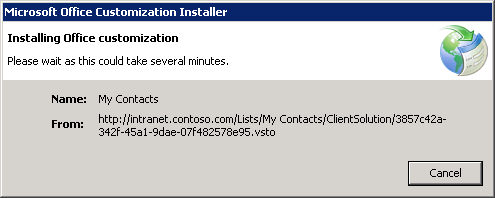 Microsoft Office Customization Installer
Installing Office customization
Please wait as this could take several minutes.
Name: My Contacts
From: http://intranet.contoso.com/Lists/My Contacts/ClientSolution/3857c42a-
342f-45a1-9dae-07f482578e95.vsto
Cancel